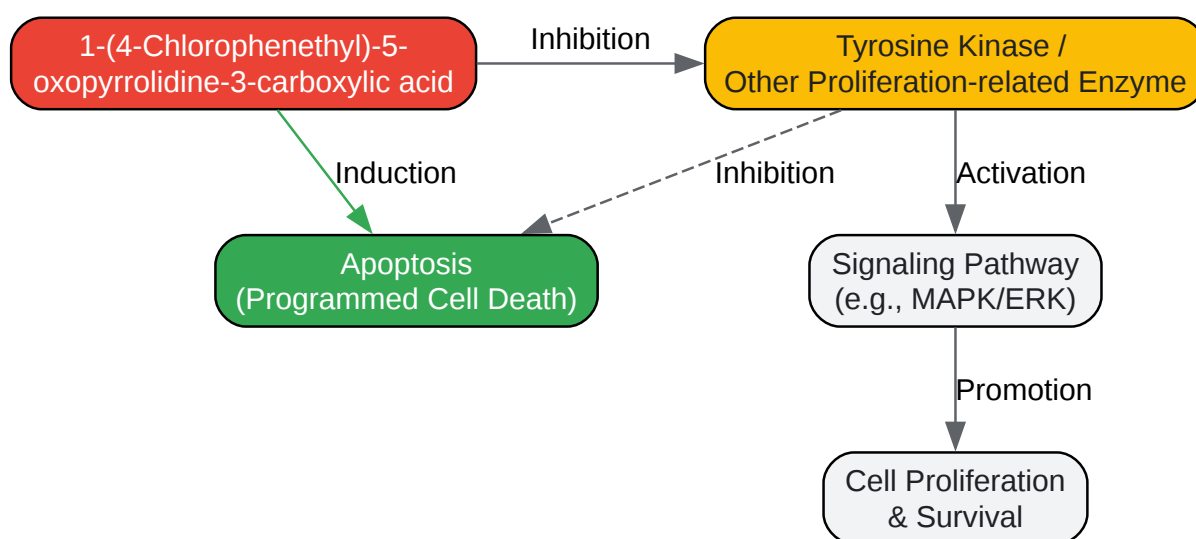 1-(4-Chlorophenethyl)-5-
oxopyrrolidine-3-carboxylic acid
Inhibition
Tyrosine Kinase /
Other Proliferation-related Enzyme
Induction
Inhibition
Activation
Apoptosis
(Programmed Cell Death)
Signaling Pathway
(e.g., MAPK/ERK)
Promotion
Cell Proliferation
& Survival